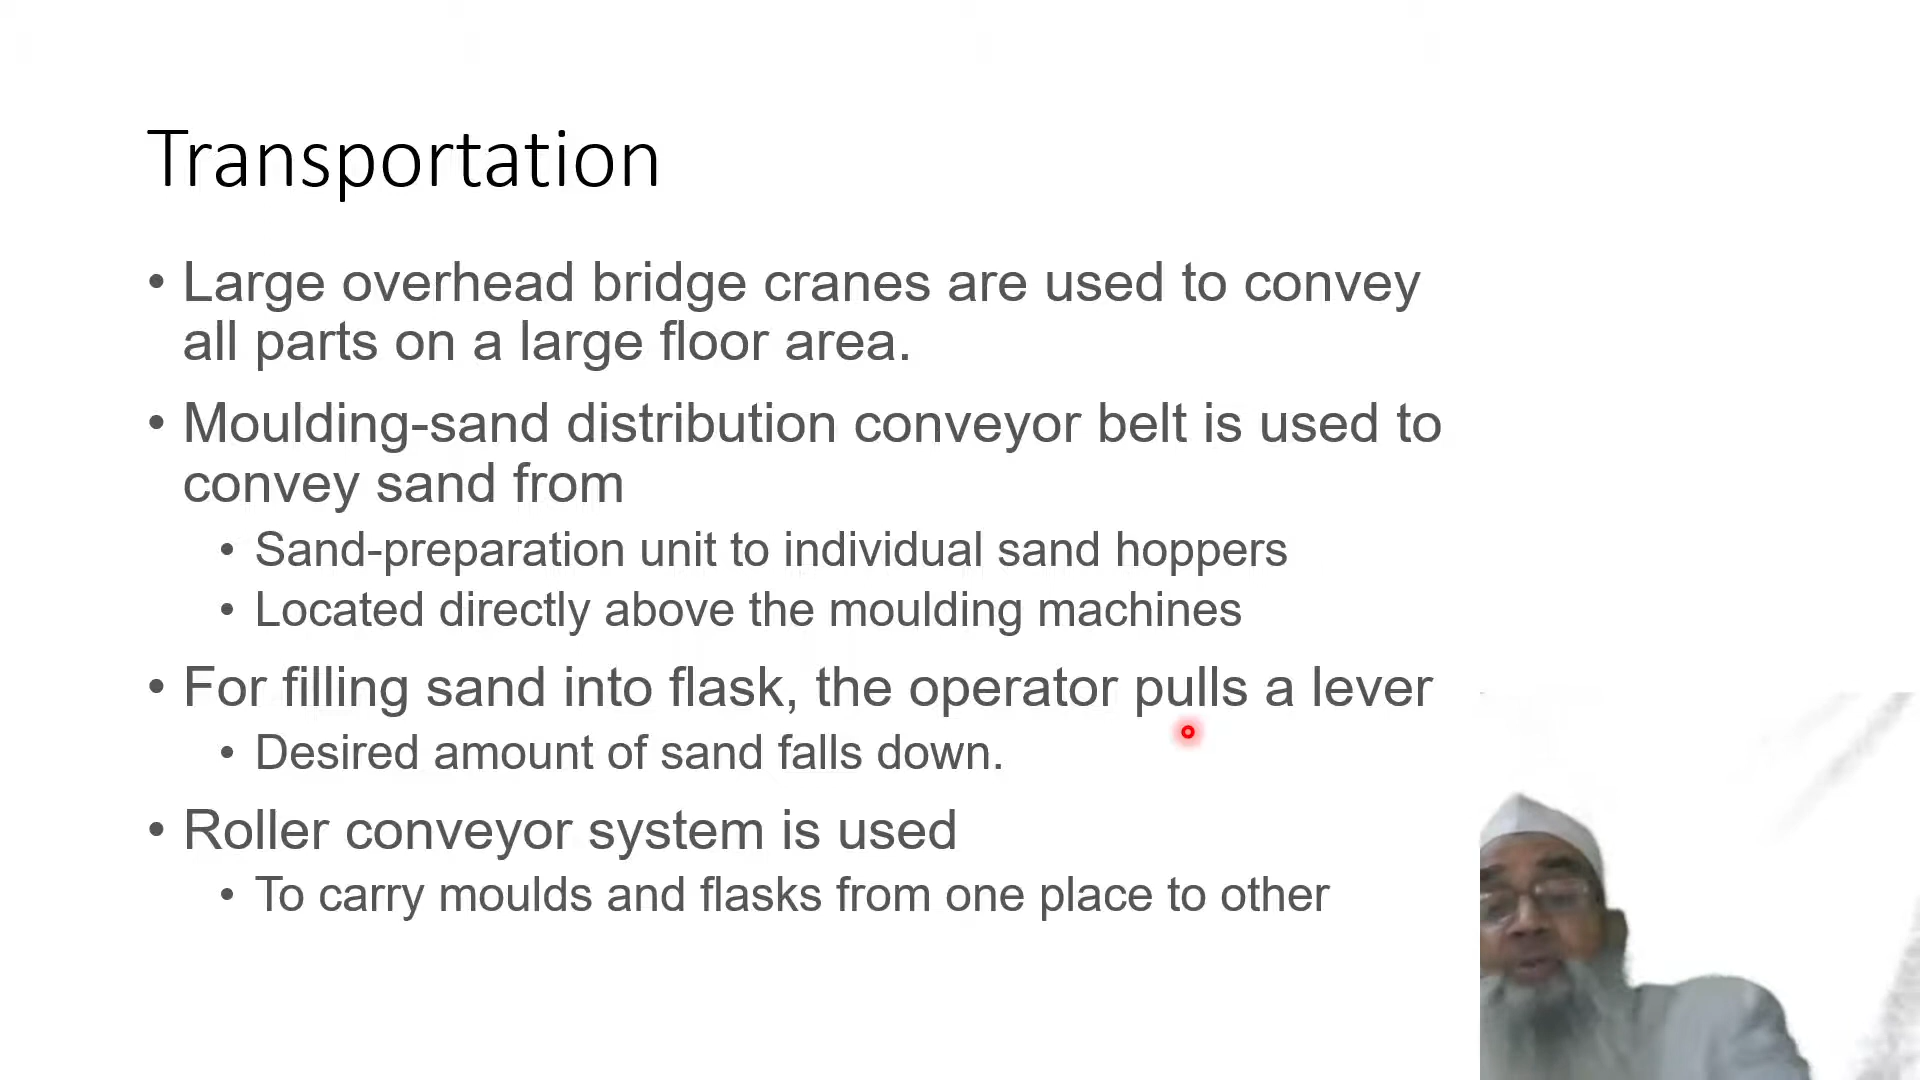 Transportation
• Large overhead bridge cranes are used to convey
all parts on a large floor area.
• Moulding-sand distribution conveyor belt is used to
convey sand from
• Sand-preparation unit to individual sand hoppers
• Located directly above the moulding machines
• For filling sand into flask, the operator pulls a lever
• Desired amount of sand falls down.
• Roller conveyor system is used
• To carry moulds and flasks from one place to other